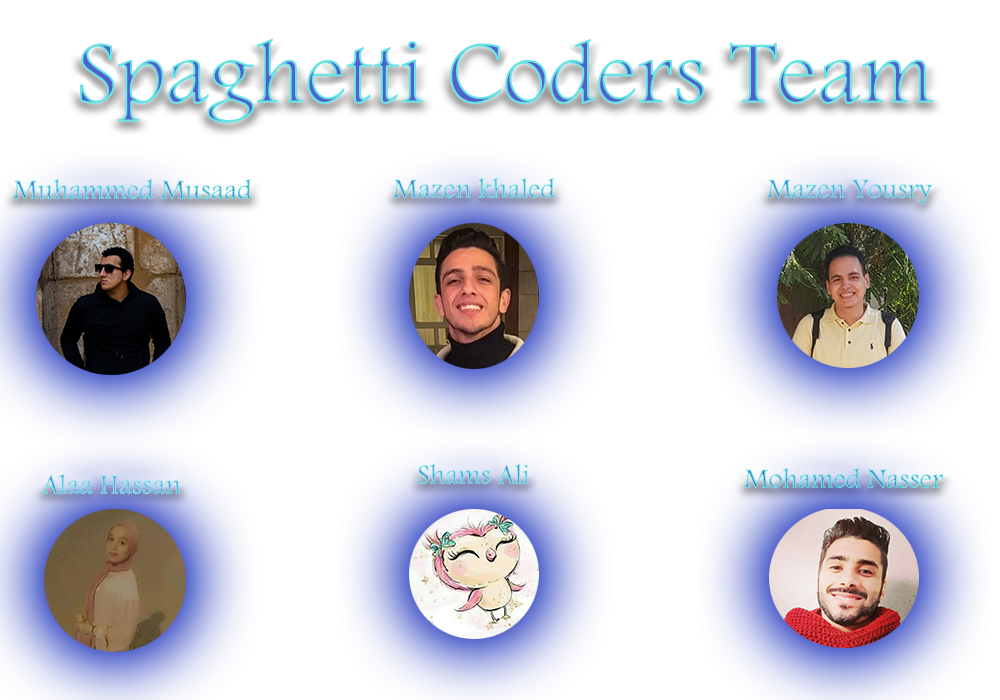 Spaghetti Coders Team
Muhammed Musaad
Mazen khaled
Mazen Yousry
Alaa Hassan
Shams Ali
Mohamed Nasser